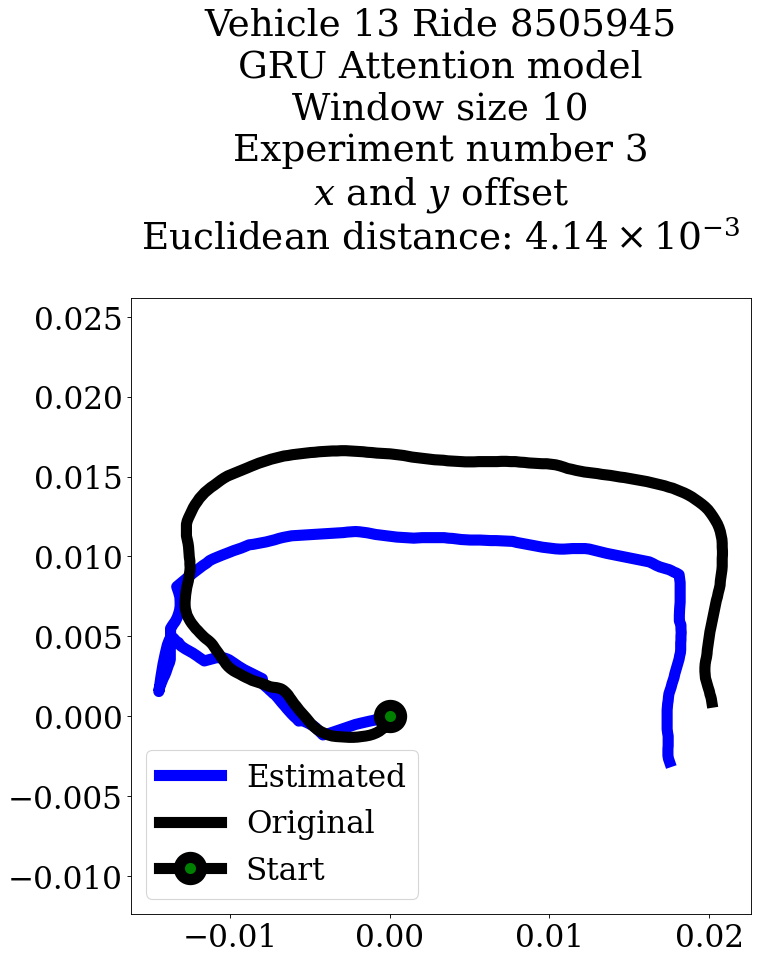 Vehicle 13 Ride 8505945
GRU Attention model
Window size 10
Experiment number 3
x and y offset
Euclidean distance: 4.14 × 10⁻³
0.025
0.020
0.015
0.010
0.005
0.000
−0.005
−0.010
Estimated
Original
Start
−0.01 0.00 0.01 0.02